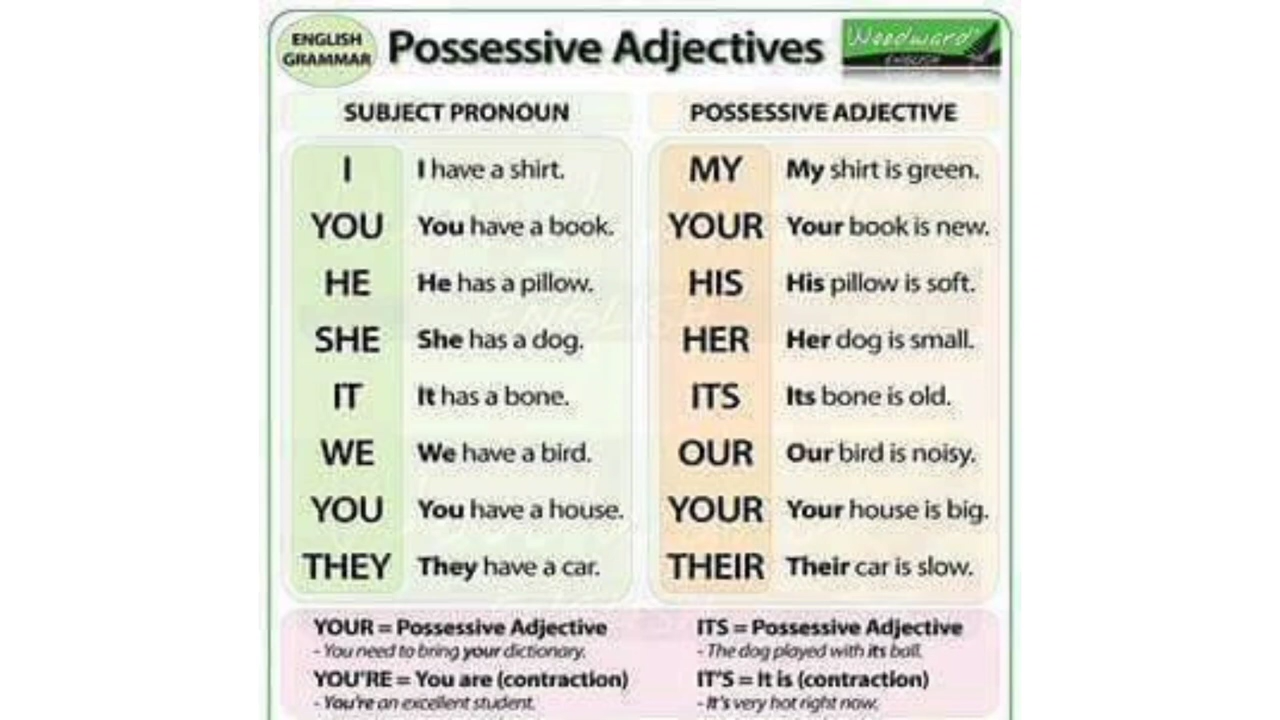 ENGLISH
GRAMMAR
Possessive Adjectives
Woodward
ENGLISH
SUBJECT PRONOUN
POSSESSIVE ADJECTIVE
I I have a shirt. MY My shirt is green.
YOU You have a book. YOUR Your book is new.
HE He has a pillow. HIS His pillow is soft.
SHE She has a dog. HER Her dog is small.
IT It has a bone. ITS Its bone is old.
WE We have a bird. OUR Our bird is noisy.
YOU You have a house. YOUR Your house is big.
THEY They have a car. THEIR Their car is slow.
YOUR = Possessive Adjective
- You need to bring your dictionary.
YOU'RE = You are (contraction)
- You're an excellent student.
ITS = Possessive Adjective
- The dog played with its ball.
IT'S = It is (contraction)
- It's very hot right now.